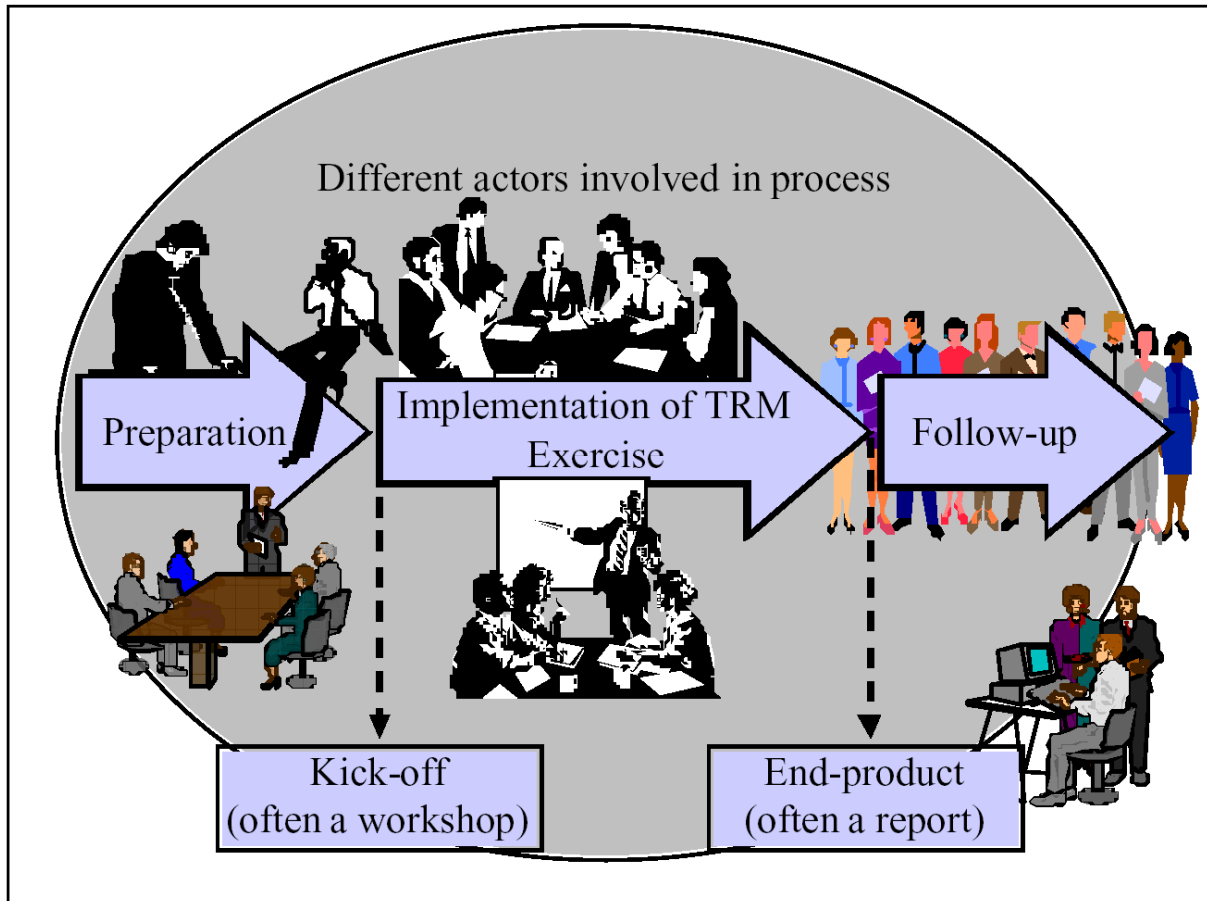 Different actors involved in process
Preparation
Implementation of TRM
Exercise
Follow-up
Kick-off
(often a workshop)
End-product
(often a report)